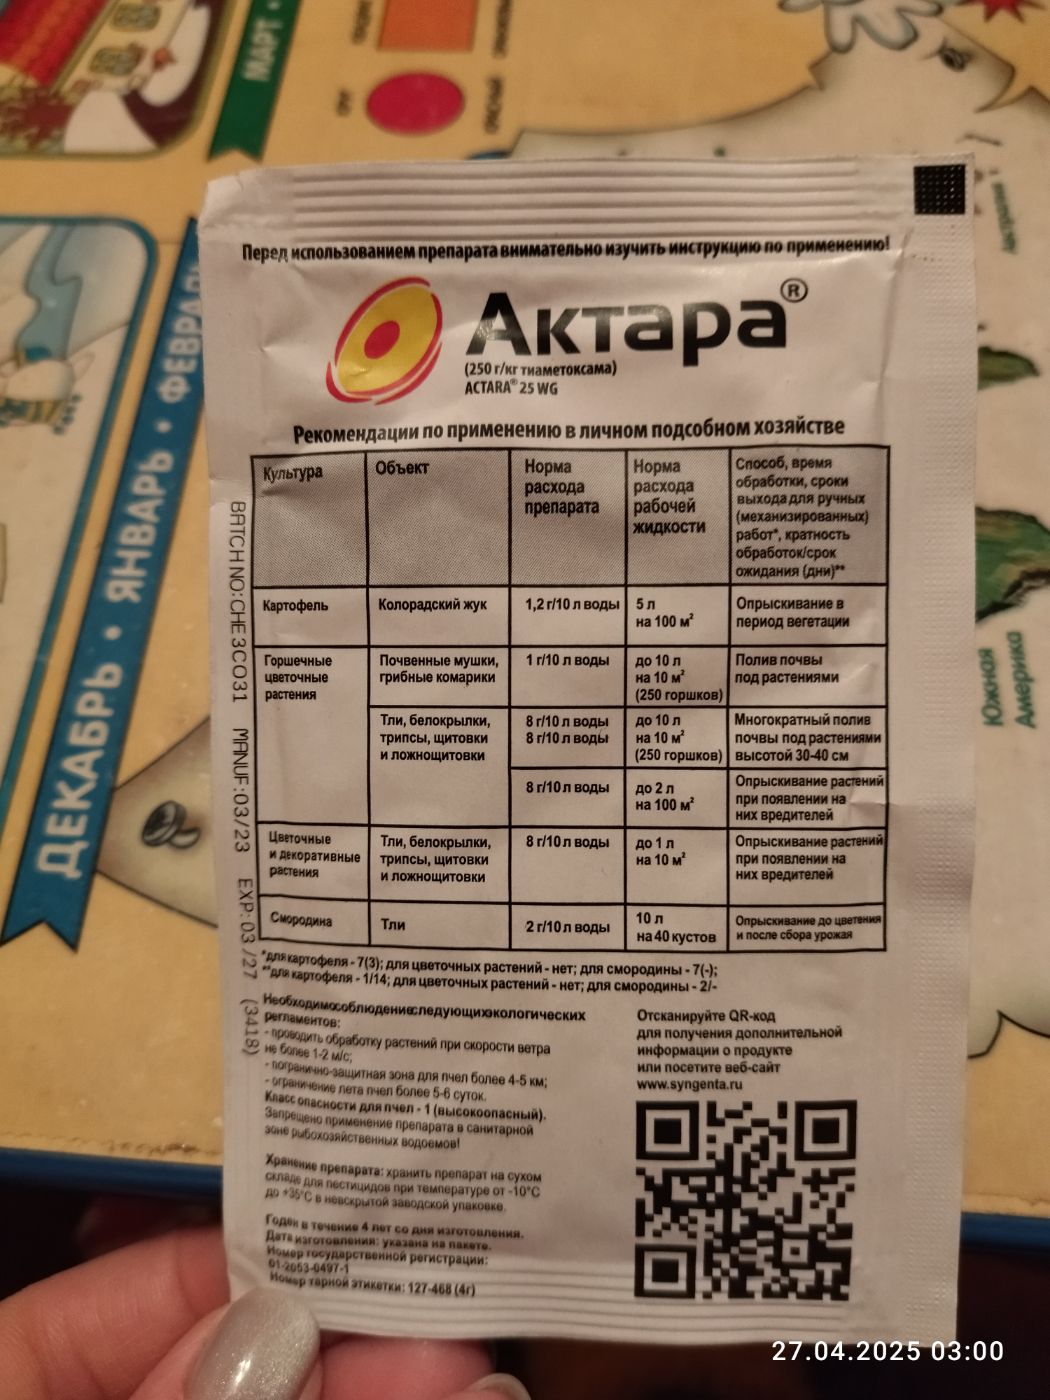 МАРТ •
Перед использованием препарата внимательно изучить инструкцию по применению!
Актара®
(250 г/кг тиаметоксама)
ACTARA® 25 WG
Рекомендации по применению в личном подсобном хозяйстве
Культура
Объект
Норма
расхода
препарата
Норма
расхода
рабочей
жидкости
Способ, время
обработки, сроки
выхода для ручных
(механизированных)
работ*, кратность
обработок/срок
ожидания (дни)**
Картофель
Колорадский жук
1,2 г/10 л воды
5 л
на 100 м²
Опрыскивание в
период вегетации
Горшечные
цветочные
растения
Почвенные мушки,
грибные комарики
1 г/10 л воды
до 10 л
на 10 м²
(250 горшков)
Полив почвы
под растениями
Тли, белокрылки,
трипсы, щитовки
и ложнощитовки
8 г/10 л воды
8 г/10 л воды
до 10 л
на 10 м²
(250 горшков)
Многократный полив
почвы под растениями
высотой 30-40 см
8 г/10 л воды
до 2 л
на 100 м²
Опрыскивание растений
при появлении на
них вредителей
Цветочные
и декоративные
растения
Тли, белокрылки,
трипсы, щитовки
и ложнощитовки
8 г/10 л воды
до 1 л
на 10 м²
Опрыскивание растений
при появлении на
них вредителей
Смородина
Тли
2 г/10 л воды
10 л
на 40 кустов
Опрыскивание до цветения
и после сбора урожая
*для картофеля - 7(3); для цветочных растений - нет; для смородины - 7(-);
**для картофеля - 1/14; для цветочных растений - нет; для смородины - 2/-
Необходимо соблюдение следующих экологических
регламентов:
- проводить обработку растений при скорости ветра
не более 1-2 м/с;
- погранично-защитная зона для пчел более 4-5 км;
- ограничение лета пчел более 5-6 суток.
Класс опасности для пчел - 1 (высокоопасный).
Запрещено применение препарата в санитарной
зоне рыбохозяйственных водоемов!
Хранение препарата: хранить препарат на сухом
складе для пестицидов при температуре от -10°С
до +35°С в невскрытой заводской упаковке.
Годен в течение 4 лет со дня изготовления.
Дата изготовления: указана на пакете.
Номер государственной регистрации:
01-2053-0497-1
Номер тарной этикетки: 127-468 (4г)
Отсканируйте QR-код
для получения дополнительной
информации о продукте
или посетите веб-сайт
www.syngenta.ru
BATCH NO:CHE3CO31 MANUF:03/23 EXP:03/27 (3418)
ДЕКАБРЬ • ЯНВАРЬ • ФЕВРАЛ
Южная
Америка
27.04.2025 03:00